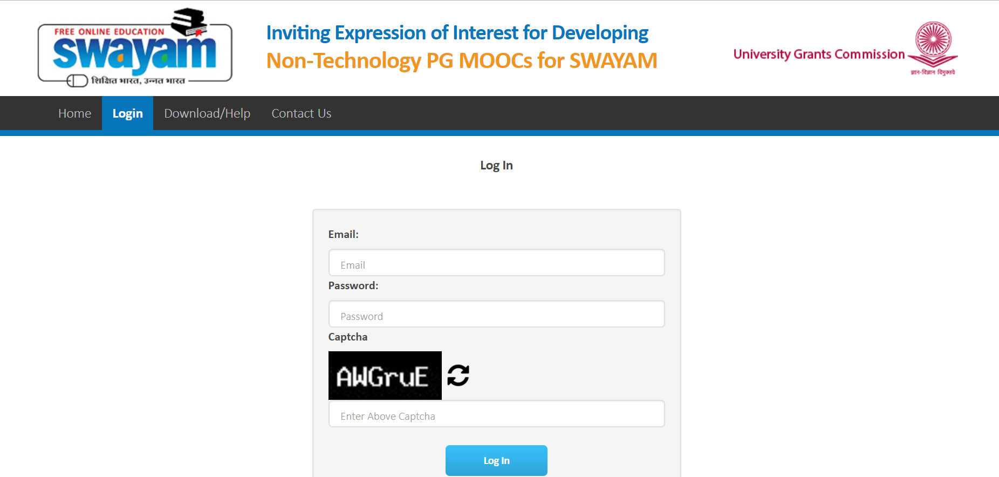 FREE ONLINE EDUCATION
swayam
शिक्षित भारत, उन्नत भारत
Inviting Expression of Interest for Developing
Non-Technology PG MOOCs for SWAYAM
University Grants Commission
ज्ञान-विज्ञान विमुक्तये
Home Login Download/Help Contact Us
Log In
Email:
Email
Password:
Password
Captcha
AWGruE
Enter Above Captcha
Log In